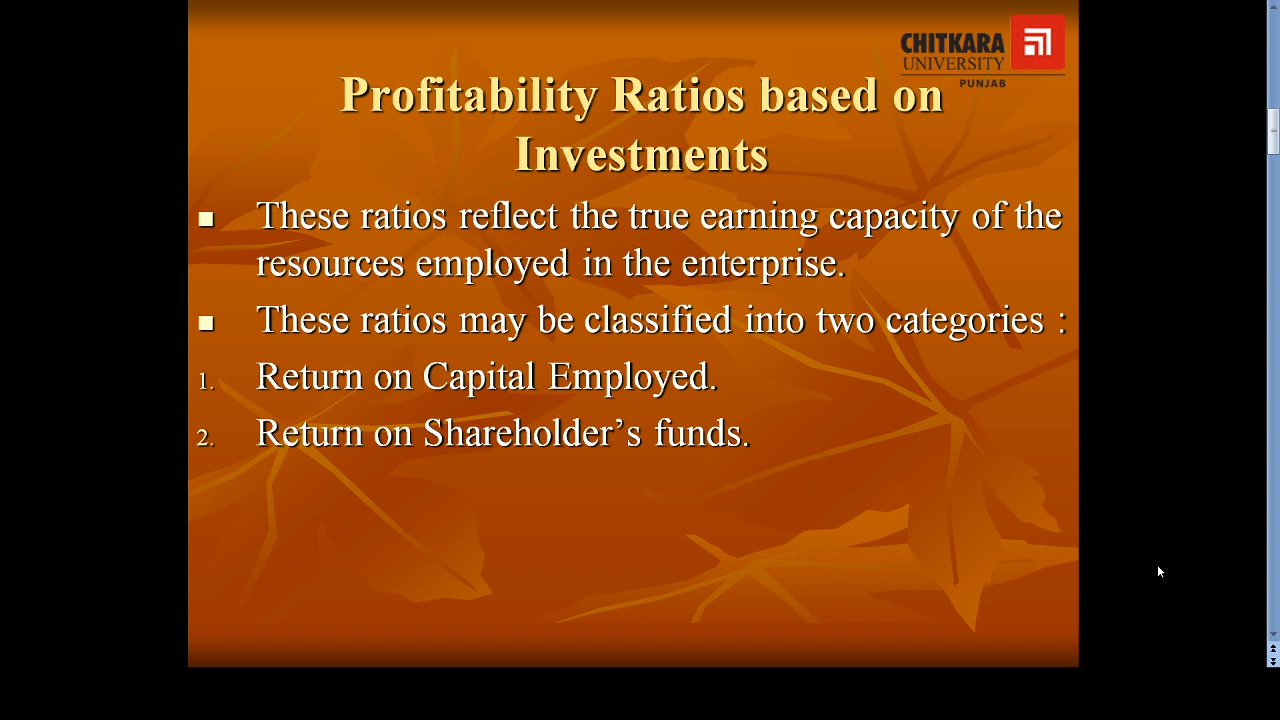 CHITKARA
UNIVERSITY
PUNJAB
Profitability Ratios based on
Investments
These ratios reflect the true earning capacity of the
resources employed in the enterprise.
These ratios may be classified into two categories :
1. Return on Capital Employed.
2. Return on Shareholder’s funds.